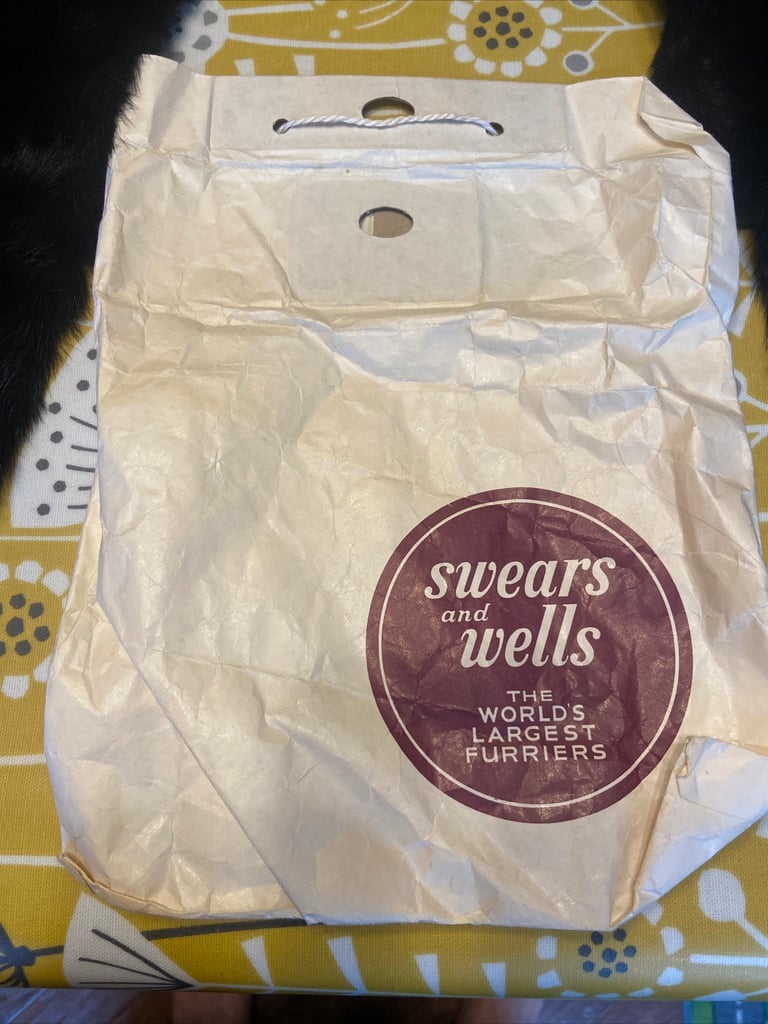 swears
and
wells
THE
WORLD'S
LARGEST
FURRIERS